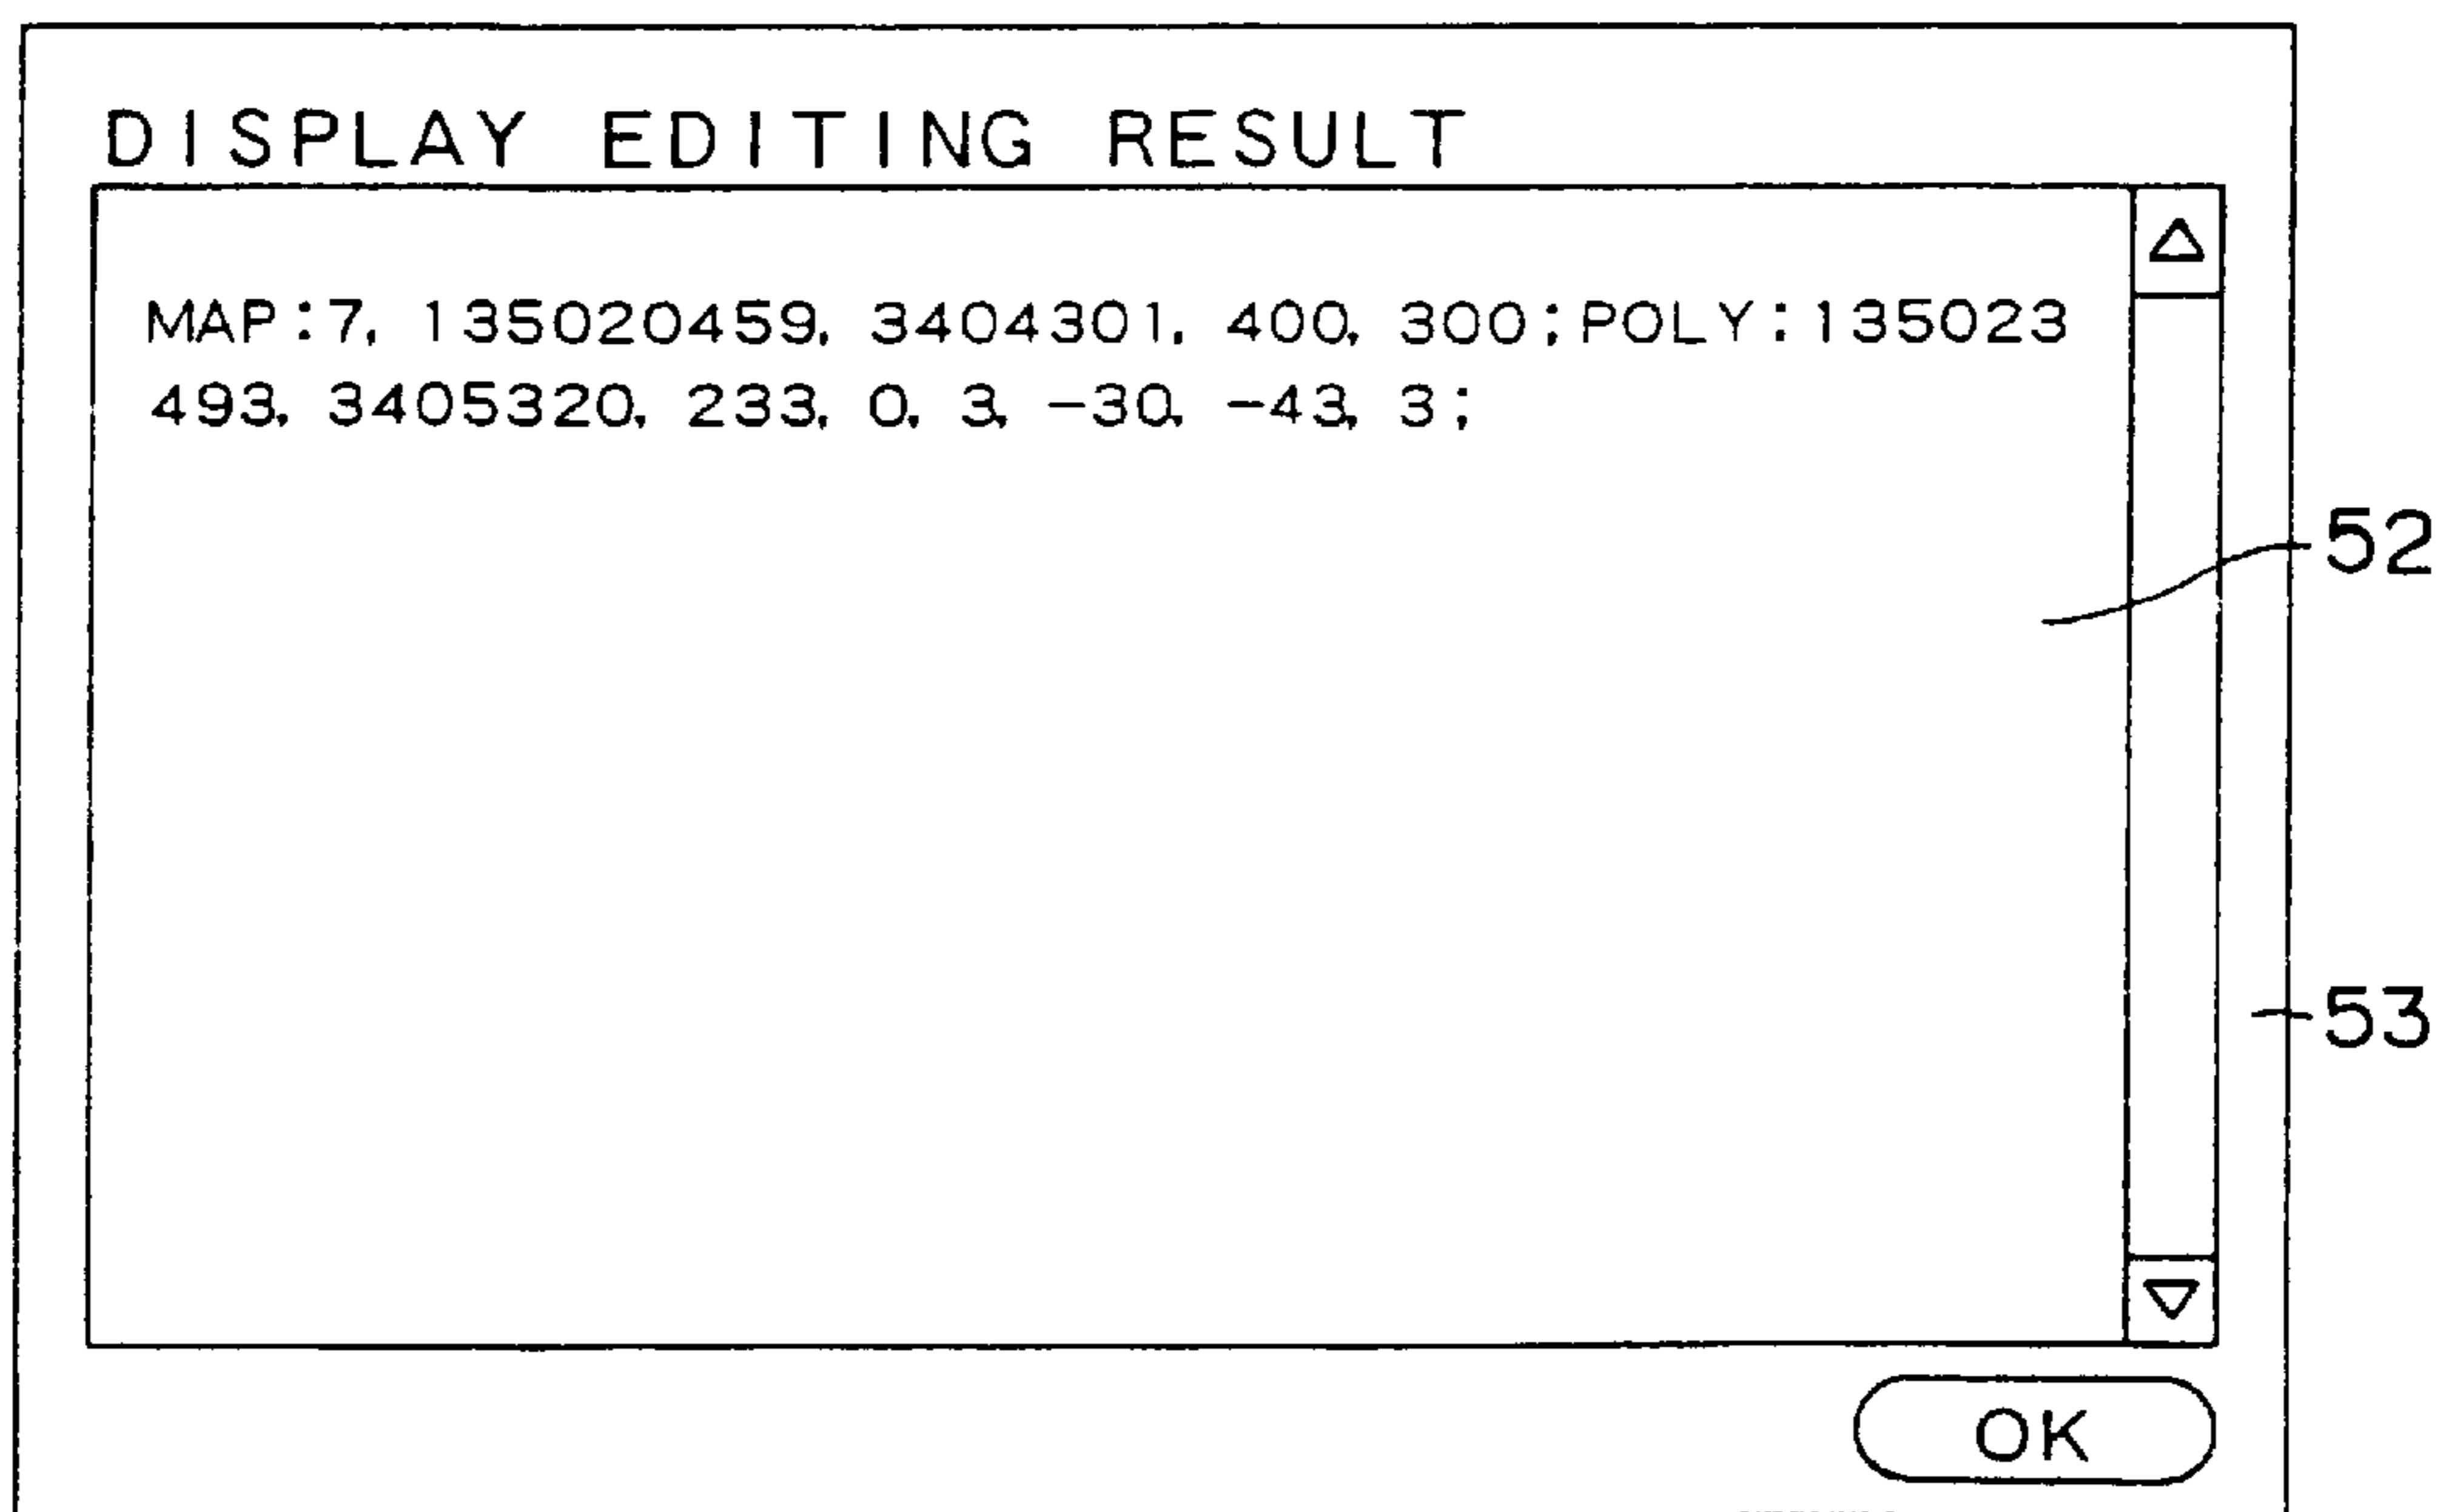 DISPLAY EDITING RESULT
MAP:7, 135020459, 3404301, 400, 300;POLY:135023
493, 3405320, 233, 0, 3, -30, -43, 3;
52
53
OK